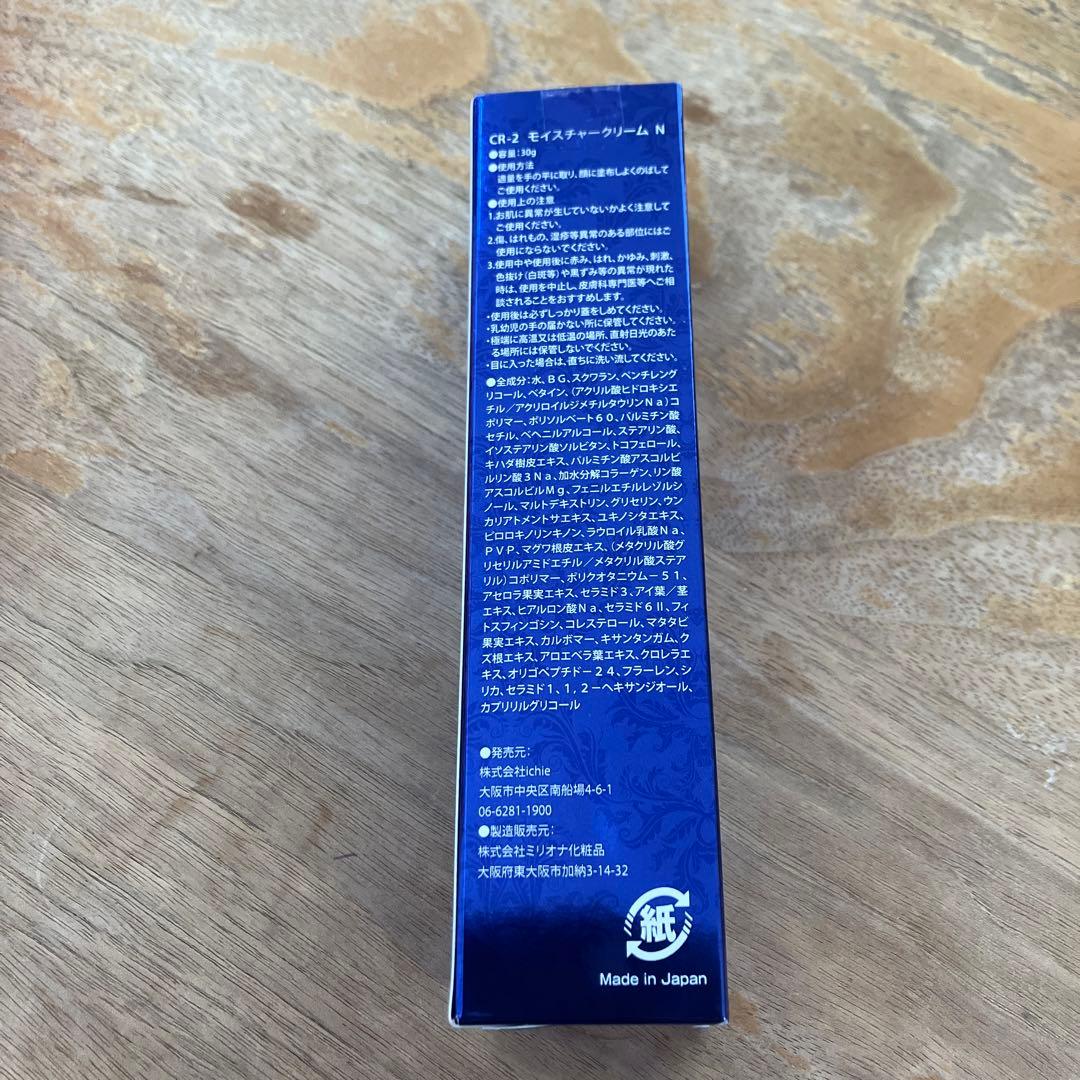 CR-2 モイスチャークリーム N
●容量：30g
●使用方法
適量を手の平に取り、顔に塗布しよくのばして
ご使用ください。
●使用上の注意
1.お肌に異常が生じていないかよく注意して
ご使用ください。
2.傷、はれもの、湿疹等異常のある部位にはご
使用にならないでください。
3.使用中や使用後に赤み、はれ、かゆみ、刺激、
色抜け（白斑等）や黒ずみ等の異常が現れた
時は、使用を中止し、皮膚科専門医等へご相
談されることをおすすめします。
・使用後は必ずしっかり蓋をしめてください。
・乳幼児の手の届かない所に保管してください。
・極端に高温又は低温の場所、直射日光のあた
る場所には保管しないでください。
・目に入った場合は、直ちに洗い流してください。
●全成分：水、ＢＧ、スクワラン、ペンチレング
リコール、ベタイン、（アクリル酸ヒドロキシエ
チル／アクリロイルジメチルタウリンＮａ）コ
ポリマー、ポリソルベート６０、パルミチン酸
セチル、ベヘニルアルコール、ステアリン酸、
イソステアリン酸ソルビタン、トコフェロール、
キハダ樹皮エキス、パルミチン酸アスコルビ
ルリン酸３Ｎａ、加水分解コラーゲン、リン酸
アスコルビルＭｇ、フェニルエチルレゾルシ
ノール、マルトデキストリン、グリセリン、ウン
カリアトメントサエキス、ユキノシタエキス、
ピロロキノリンキノン、ラウロイル乳酸Ｎａ、
ＰＶＰ、マグワ根皮エキス、（メタクリル酸グ
リセリルアミドエチル／メタクリル酸ステア
リル）コポリマー、ポリクオタニウム－５１、
アセロラ果実エキス、セラミド３、アイ葉／茎
エキス、ヒアルロン酸Ｎａ、セラミド６Ⅱ、フィ
トスフィンゴシン、コレステロール、マタタビ
果実エキス、カルボマー、キサンタンガム、ク
ズ根エキス、アロエベラ葉エキス、クロレラエ
キス、オリゴペプチド－２４、フラーレン、シ
リカ、セラミド１、１，２－ヘキサンジオール、
カプリリルグリコール
●発売元：
株式会社ichie
大阪市中央区南船場4-6-1
06-6281-1900
●製造販売元：
株式会社ミリオナ化粧品
大阪府東大阪市加納3-14-32
紙
Made in Japan